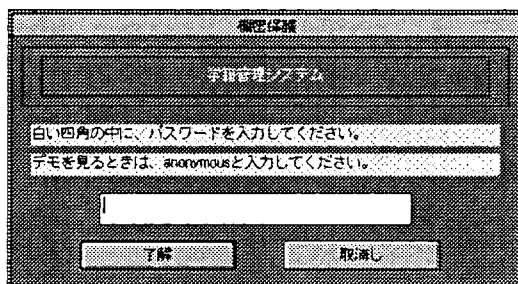 機密保護
学籍管理システム
白い四角の中に、パスワードを入力してください。
デモを見るときは、anonymousと入力してください。
了解
取消し